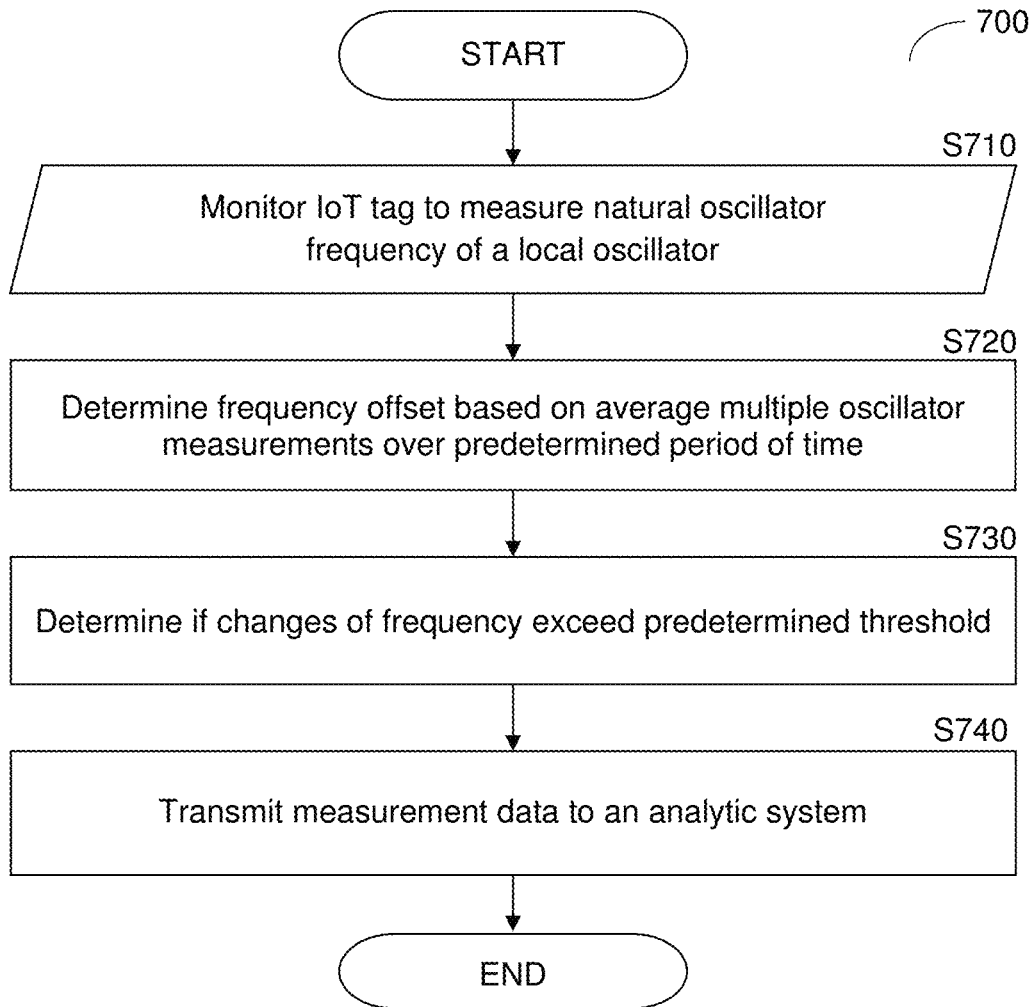 700
START
S710
Monitor IoT tag to measure natural oscillator
frequency of a local oscillator
S720
Determine frequency offset based on average multiple oscillator
measurements over predetermined period of time
S730
Determine if changes of frequency exceed predetermined threshold
S740
Transmit measurement data to an analytic system
END